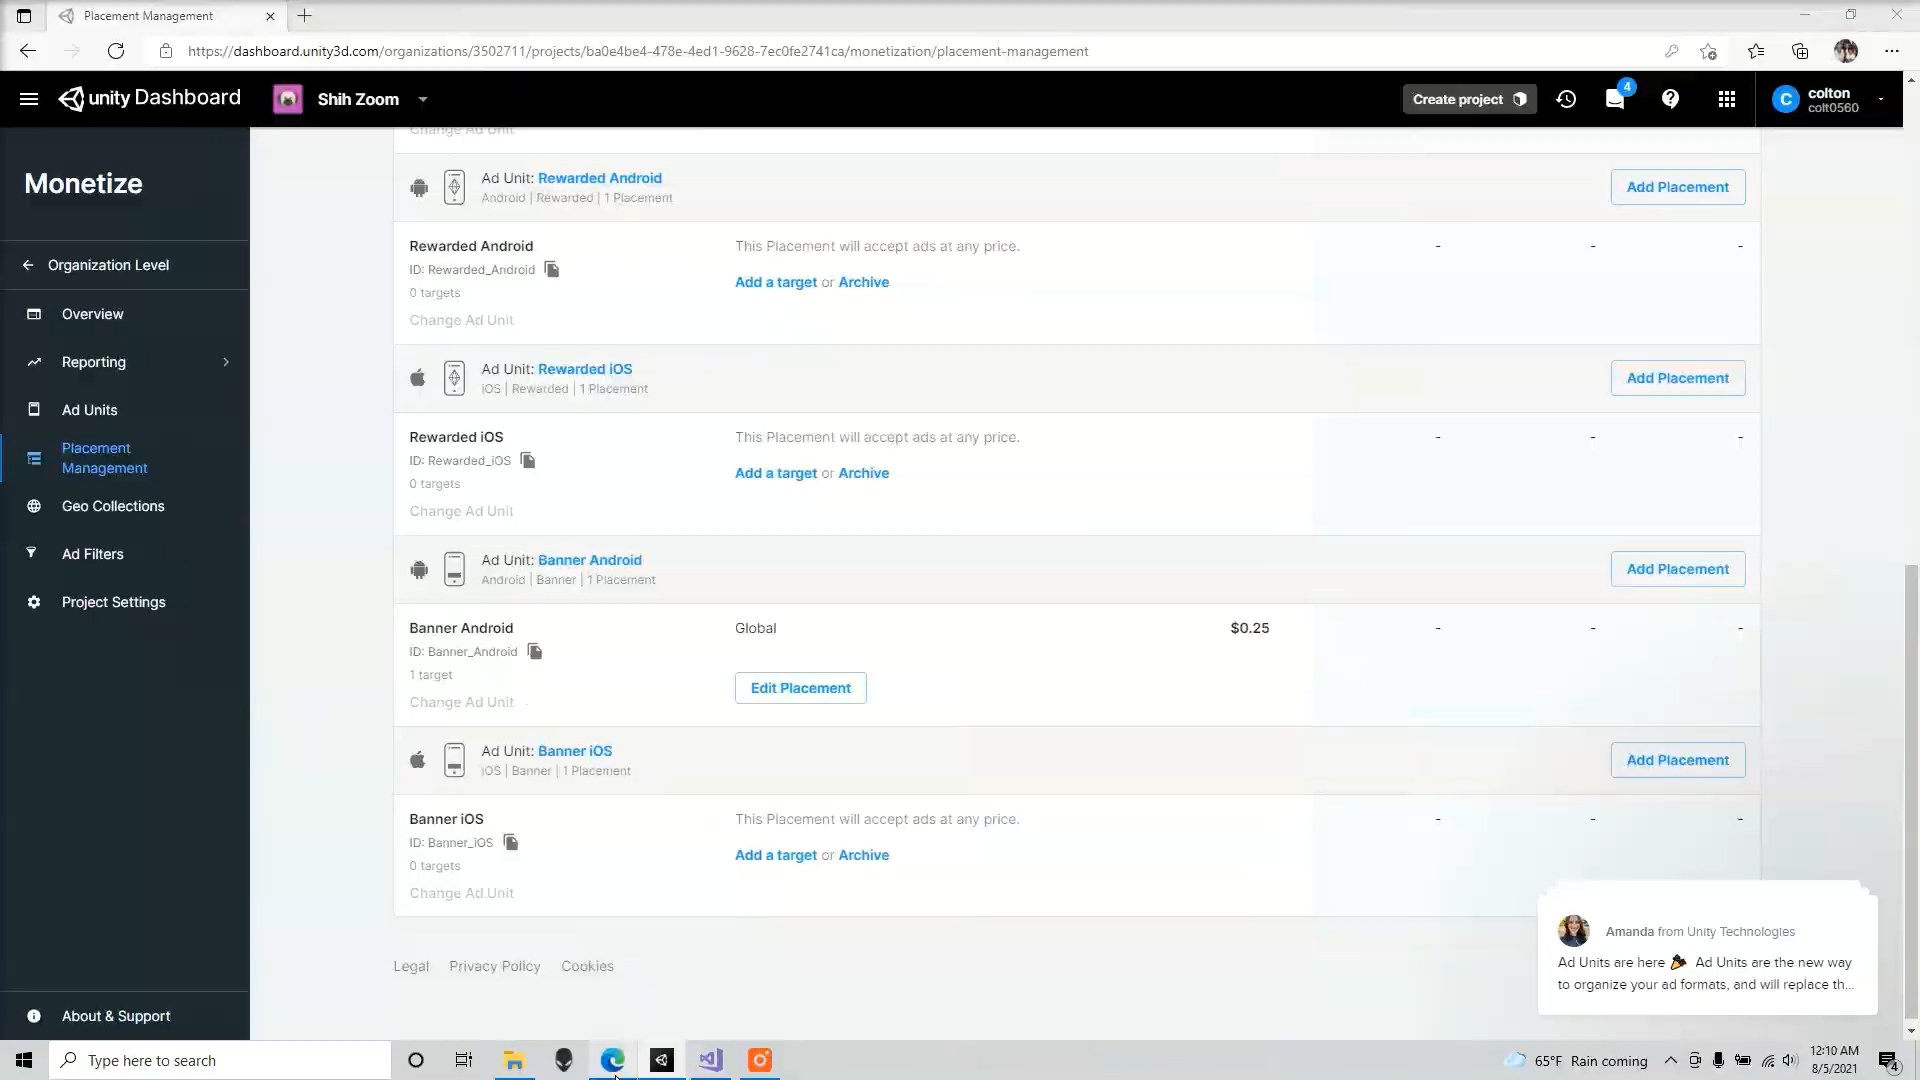 Placement Management
https://dashboard.unity3d.com/organizations/3502711/projects/ba0e4be4-478e-4ed1-9628-7ec0fe2741ca/monetization/placement-management
unity Dashboard
Shih Zoom
Create project
4
C
colton
colt0560
Monetize
Organization Level
Overview
Reporting
Ad Units
Placement
Management
Geo Collections
Ad Filters
Project Settings
About & Support
Change Ad Unit
Ad Unit: Rewarded Android
Android | Rewarded | 1 Placement
Add Placement
Rewarded Android
This Placement will accept ads at any price.
- - -
ID: Rewarded_Android
Add a target or Archive
0 targets
Change Ad Unit
Ad Unit: Rewarded iOS
iOS | Rewarded | 1 Placement
Add Placement
Rewarded iOS
This Placement will accept ads at any price.
- - -
ID: Rewarded_iOS
Add a target or Archive
0 targets
Change Ad Unit
Ad Unit: Banner Android
Android | Banner | 1 Placement
Add Placement
Banner Android
Global
$0.25
- - -
ID: Banner_Android
1 target
Edit Placement
Change Ad Unit
Ad Unit: Banner iOS
iOS | Banner | 1 Placement
Add Placement
Banner iOS
This Placement will accept ads at any price.
- - -
ID: Banner_iOS
Add a target or Archive
0 targets
Change Ad Unit
Amanda from Unity Technologies
Ad Units are here 🎉 Ad Units are the new way
to organize your ad formats, and will replace th...
Legal Privacy Policy Cookies
Type here to search
65°F Rain coming
12:10 AM
8/5/2021
4